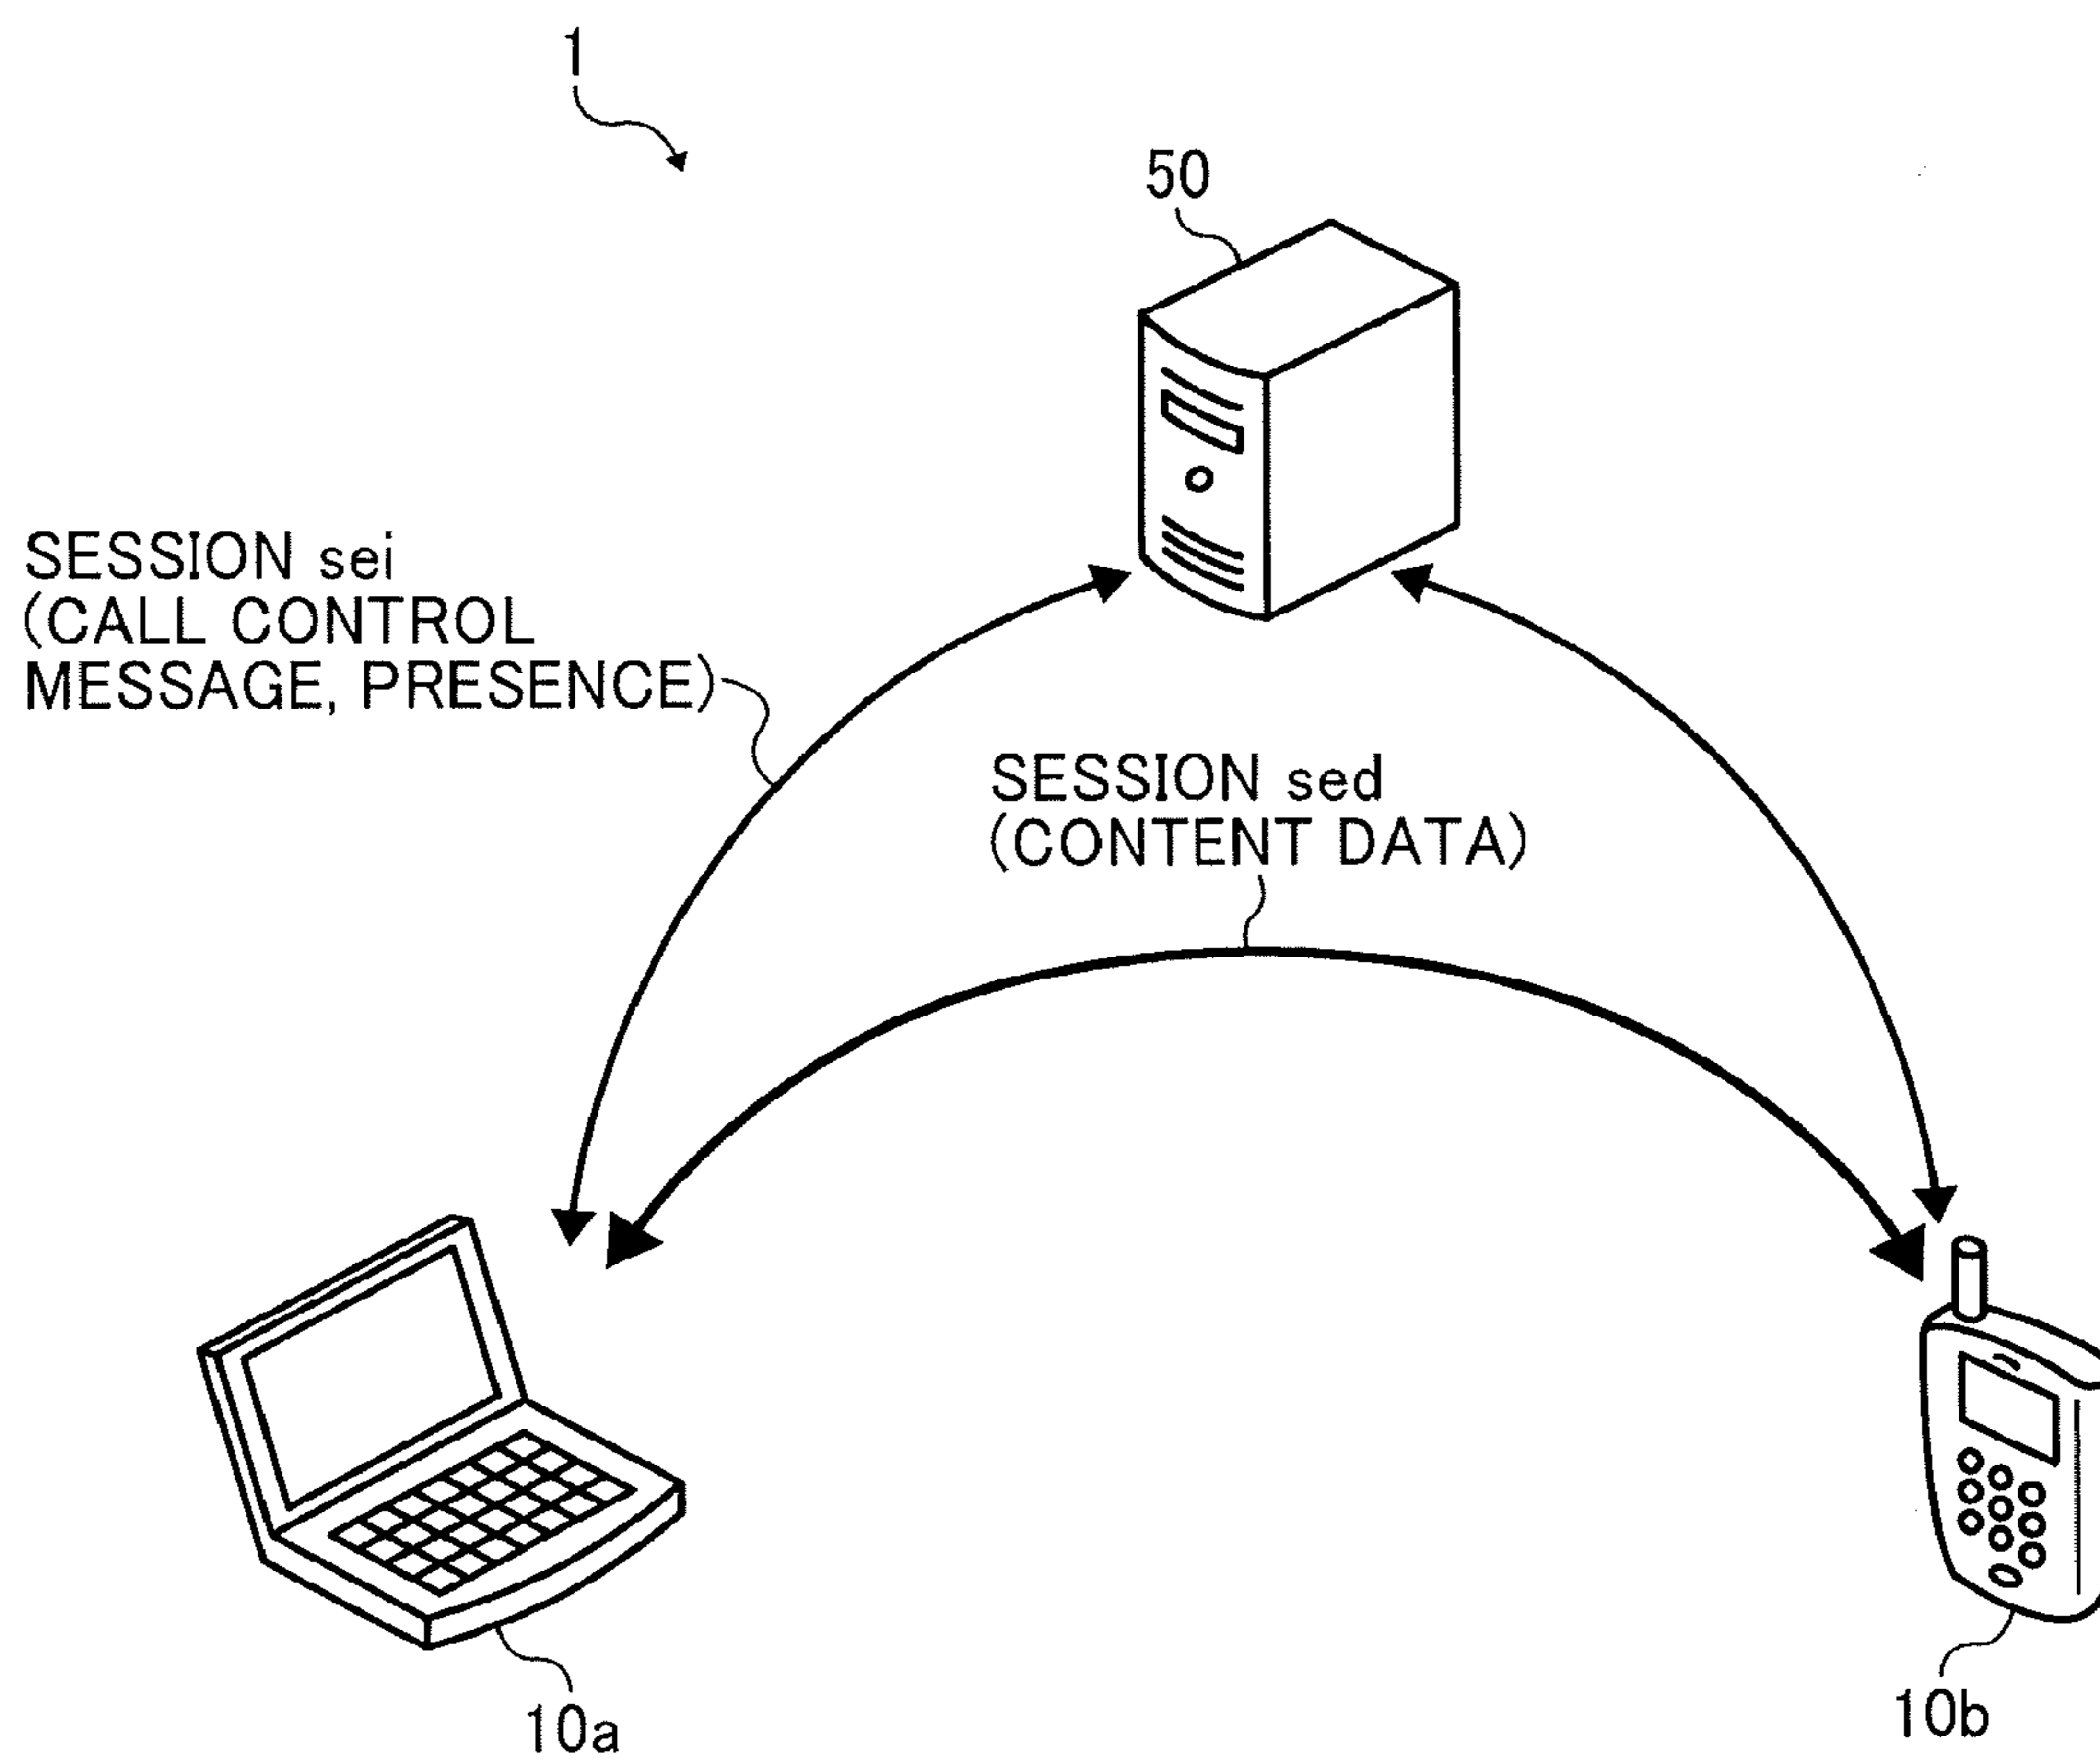 1
50
SESSION sei
(CALL CONTROL
MESSAGE, PRESENCE)
SESSION sed
(CONTENT DATA)
10a
10b